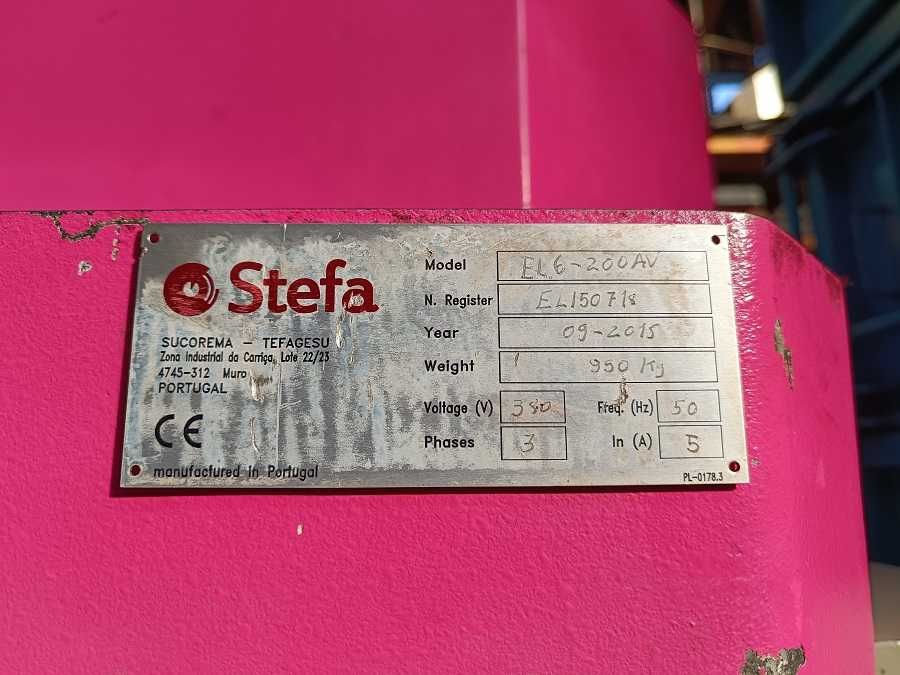 Stefa
SUCOREMA – TEFAGESU
Zona Industrial da Carriça, Lote 22/23
4745-312 Muro
PORTUGAL
CE
manufactured in Portugal
Model EL6-200AV
N. Register EL150718
Year 09-2015
Weight 950 Kg
Voltage (V) 380 Freq. (Hz) 50
Phases 3 In (A) 5
PL-0178.3